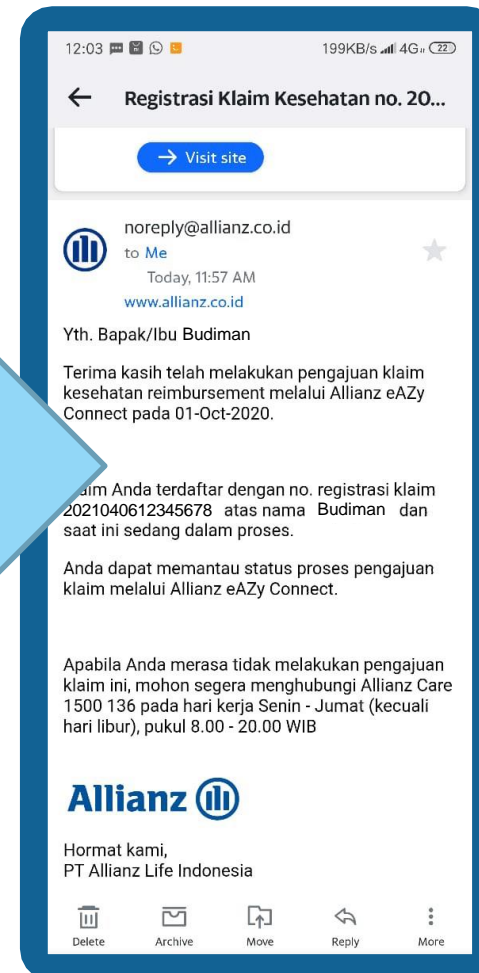 12:03 199KB/s 4G 22
Registrasi Klaim Kesehatan no. 20...
Visit site
noreply@allianz.co.id
to Me
Today, 11:57 AM
www.allianz.co.id
Yth. Bapak/Ibu Budiman
Terima kasih telah melakukan pengajuan klaim
kesehatan reimbursement melalui Allianz eAZy
Connect pada 01-Oct-2020.
Anda terdaftar dengan no. registrasi klaim
2021040612345678 atas nama Budiman dan
saat ini sedang dalam proses.
Anda dapat memantau status proses pengajuan
klaim melalui Allianz eAZy Connect.
Apabila Anda merasa tidak melakukan pengajuan
klaim ini, mohon segera menghubungi Allianz Care
1500 136 pada hari kerja Senin - Jumat (kecuali
hari libur), pukul 8.00 - 20.00 WIB
Allianz
Hormat kami,
PT Allianz Life Indonesia
Delete Archive Move Reply More